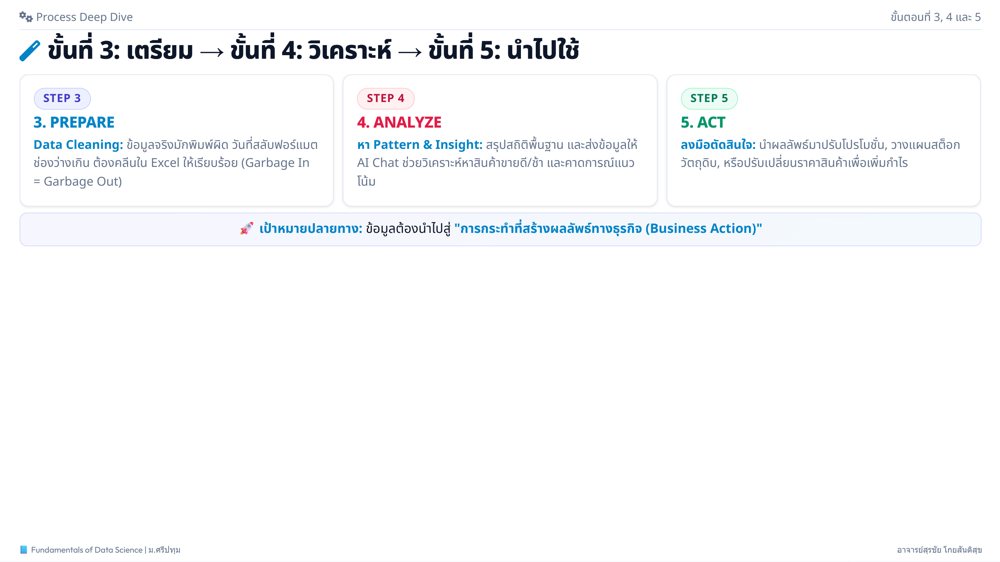 Process Deep Dive
ขั้นตอนที่ 3, 4 และ 5
ขั้นที่ 3: เตรียม → ขั้นที่ 4: วิเคราะห์ → ขั้นที่ 5: นำไปใช้
STEP 3
3. PREPARE
Data Cleaning: ข้อมูลจริงมักพิมพ์ผิด วันที่สลับฟอร์แมต
ช่องว่างเกิน ต้องคลีนใน Excel ให้เรียบร้อย (Garbage In
= Garbage Out)
STEP 4
4. ANALYZE
หา Pattern & Insight: สรุปสถิติพื้นฐาน และส่งข้อมูลให้
AI Chat ช่วยวิเคราะห์หาสินค้าขายดี/ช้า และคาดการณ์แนว
โน้ม
STEP 5
5. ACT
ลงมือตัดสินใจ: นำผลลัพธ์มาปรับโปรโมชั่น, วางแผนสต็อก
วัตถุดิบ, หรือปรับเปลี่ยนราคาสินค้าเพื่อเพิ่มกำไร
🚀 เป้าหมายปลายทาง: ข้อมูลต้องนำไปสู่ "การกระทำที่สร้างผลลัพธ์ทางธุรกิจ (Business Action)"
📘 Fundamentals of Data Science | ม.ศรีปทุม
อาจารย์สุรชัย โกยสันติสุข